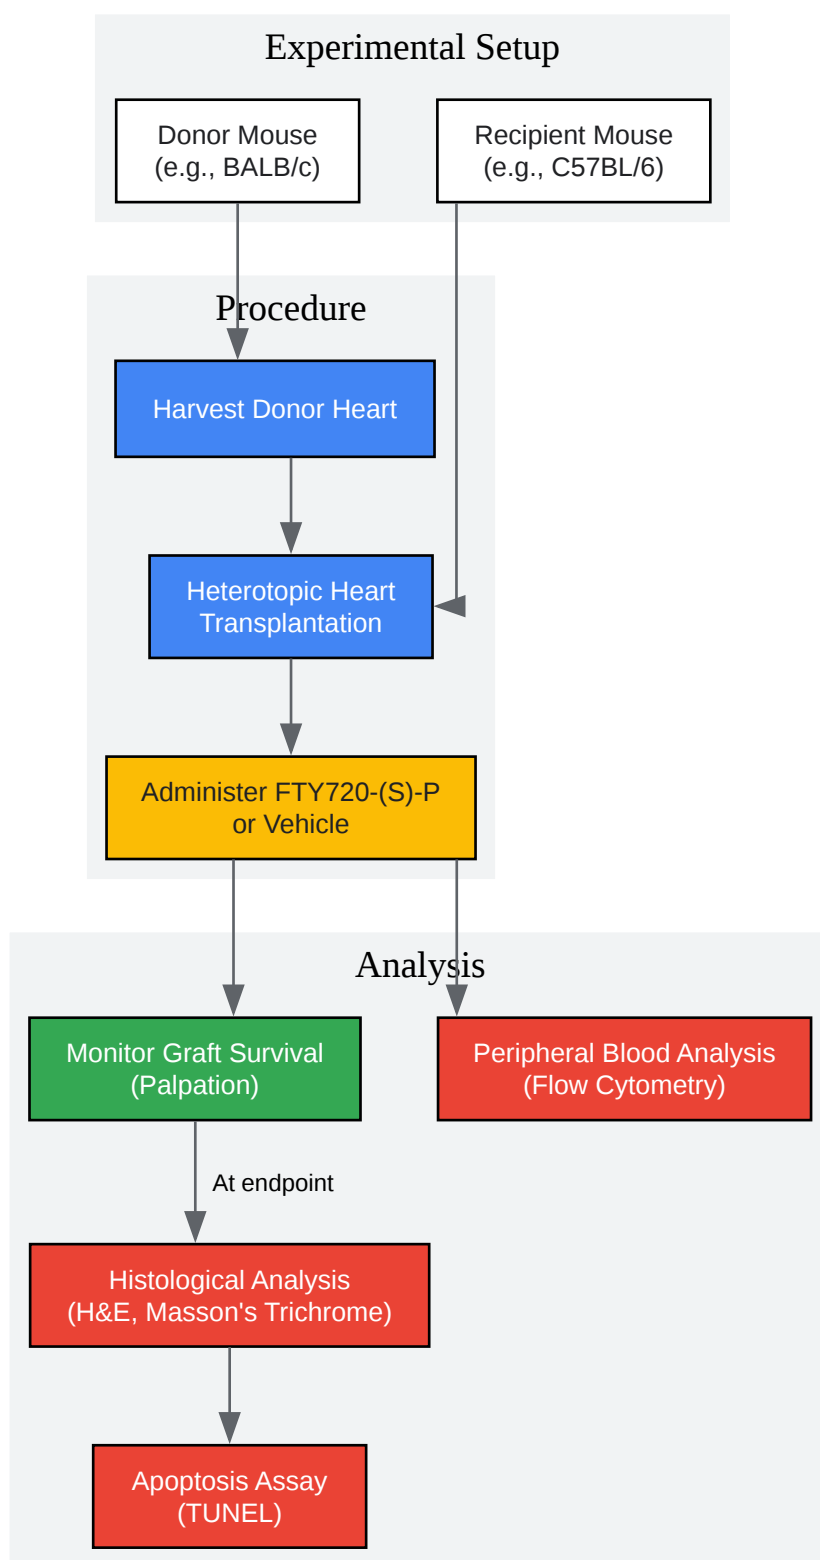 Experimental Setup
Donor Mouse
(e.g., BALB/c)
Recipient Mouse
(e.g., C57BL/6)
Procedure
Harvest Donor Heart
Heterotopic Heart
Transplantation
Administer FTY720-(S)-P
or Vehicle
Analysis
Monitor Graft Survival
(Palpation)
Peripheral Blood Analysis
(Flow Cytometry)
At endpoint
Histological Analysis
(H&E, Masson's Trichrome)
Apoptosis Assay
(TUNEL)